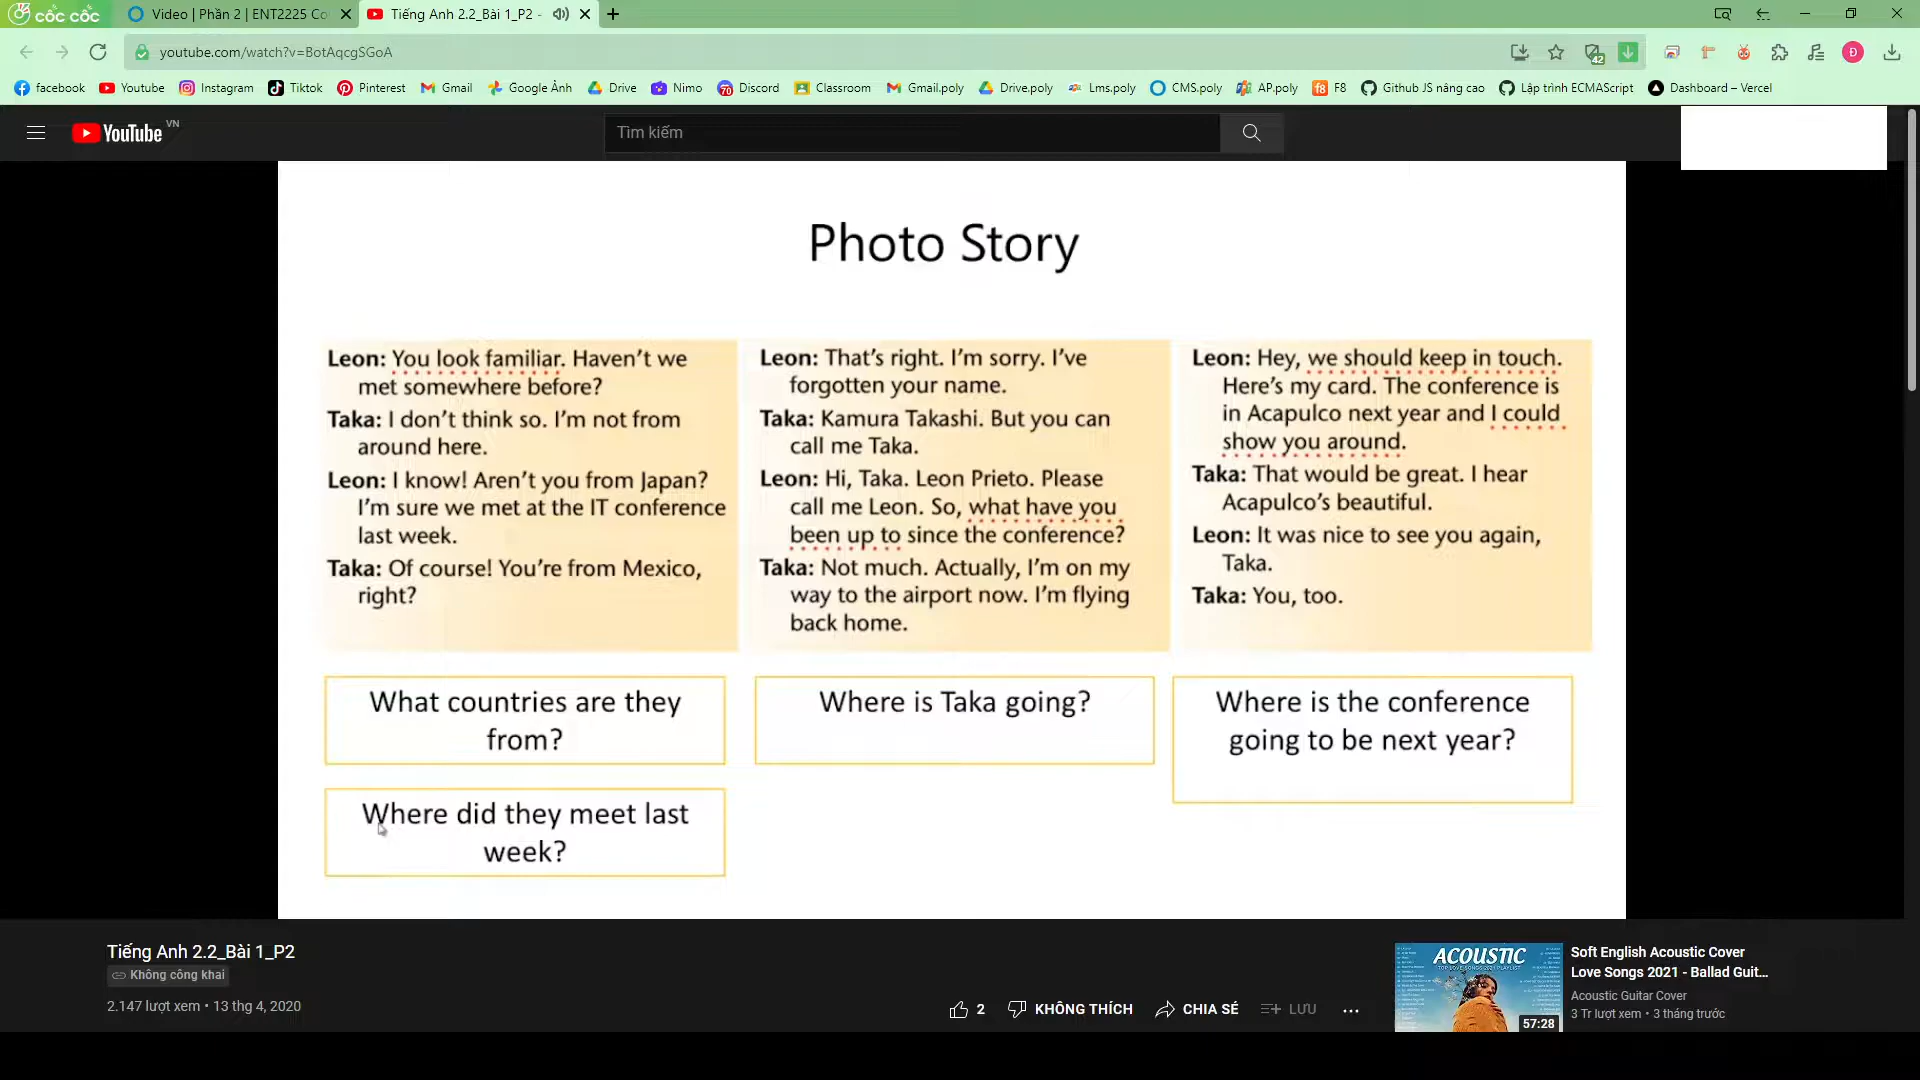 cốc cốc
Video | Phần 2 | ENT2225 Co
Tiếng Anh 2.2_Bài 1_P2 -
youtube.com/watch?v=BotAqcgSGoA
42
Đ
facebook
Youtube
Instagram
Tiktok
Pinterest
Gmail
Google Ảnh
Drive
Nimo
70
Discord
Classroom
Gmail.poly
Drive.poly
Lms.poly
CMS.poly
AP.poly
f8
F8
Github JS nâng cao
Lập trình ECMAScript
Dashboard – Vercel
YouTube VN
Tìm kiếm
Photo Story
Leon: You look familiar. Haven't we
met somewhere before?
Taka: I don't think so. I'm not from
around here.
Leon: I know! Aren't you from Japan?
I'm sure we met at the IT conference
last week.
Taka: Of course! You're from Mexico,
right?
Leon: That's right. I'm sorry. I've
forgotten your name.
Taka: Kamura Takashi. But you can
call me Taka.
Leon: Hi, Taka. Leon Prieto. Please
call me Leon. So, what have you
been up to since the conference?
Taka: Not much. Actually, I'm on my
way to the airport now. I'm flying
back home.
Leon: Hey, we should keep in touch.
Here's my card. The conference is
in Acapulco next year and I could
show you around.
Taka: That would be great. I hear
Acapulco's beautiful.
Leon: It was nice to see you again,
Taka.
Taka: You, too.
What countries are they
from?
Where is Taka going?
Where is the conference
going to be next year?
Where did they meet last
week?
Tiếng Anh 2.2_Bài 1_P2
Không công khai
2.147 lượt xem • 13 thg 4, 2020
2
KHÔNG THÍCH
CHIA SẺ
LƯU
ACOUSTIC
TOP LOVE SONGS 2021 PLAYLIST
57:28
Soft English Acoustic Cover
Love Songs 2021 - Ballad Guit...
Acoustic Guitar Cover
3 Tr lượt xem • 3 tháng trước